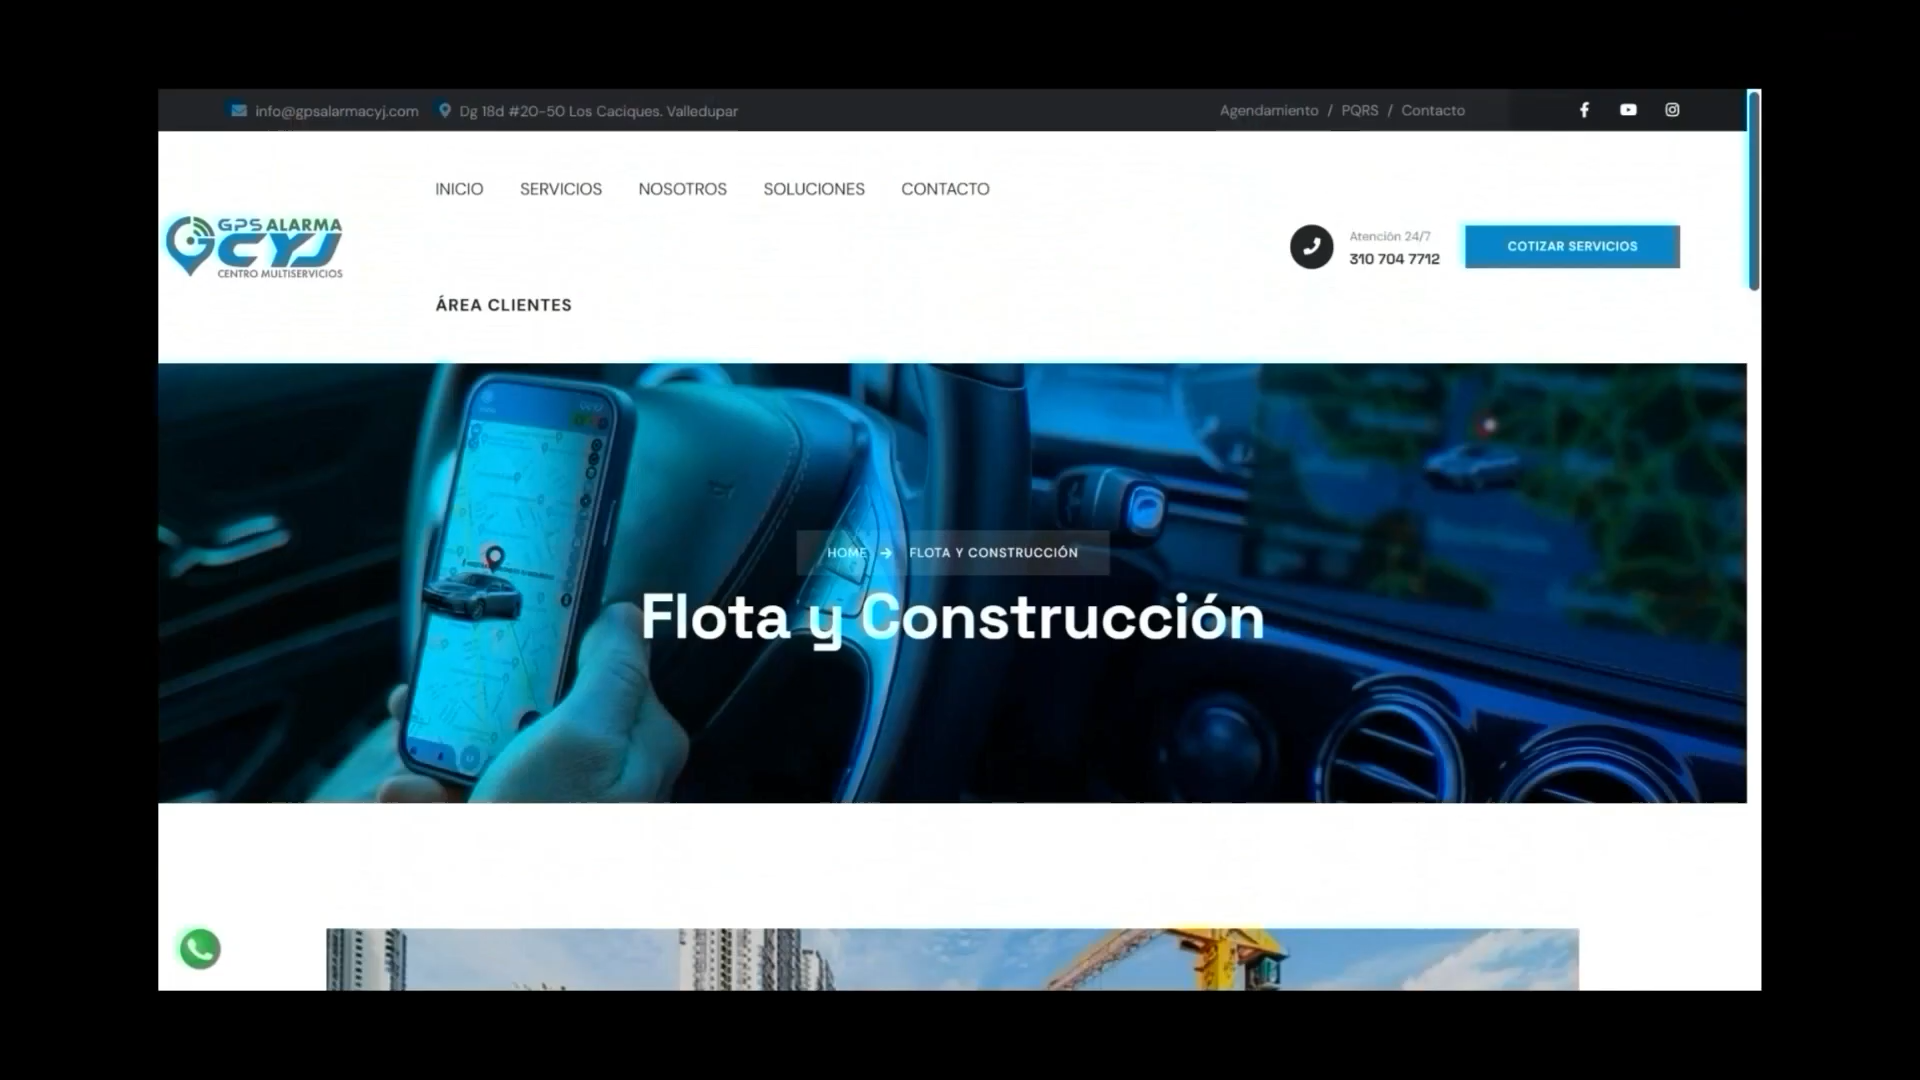 info@gpsalarmacyj.com Dg 18d #20-50 Los Caciques. Valledupar
Agendamiento / PQRS / Contacto
INICIO SERVICIOS NOSOTROS SOLUCIONES CONTACTO
GPS ALARMA
CYJ
CENTRO MULTISERVICIOS
Atención 24/7
310 704 7712
COTIZAR SERVICIOS
ÁREA CLIENTES
HOME → FLOTA Y CONSTRUCCIÓN
Flota y Construcción